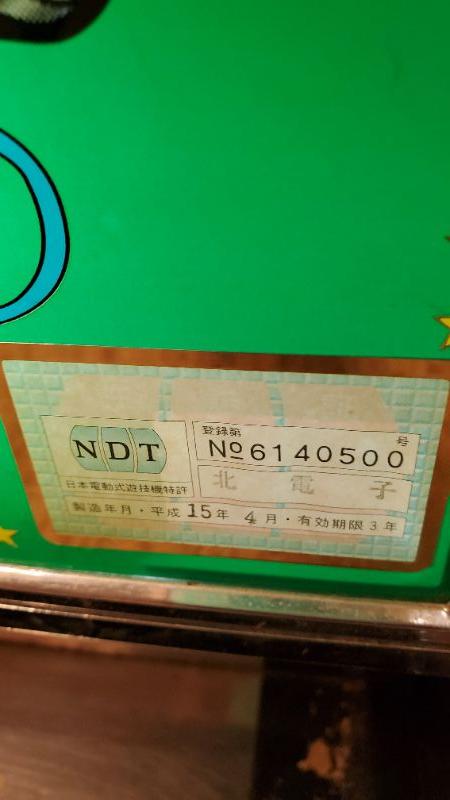 NDT
日本電動式遊技機特許
登録第 号
№6140500
北電子
製造年月・平成15年4月・有効期限3年